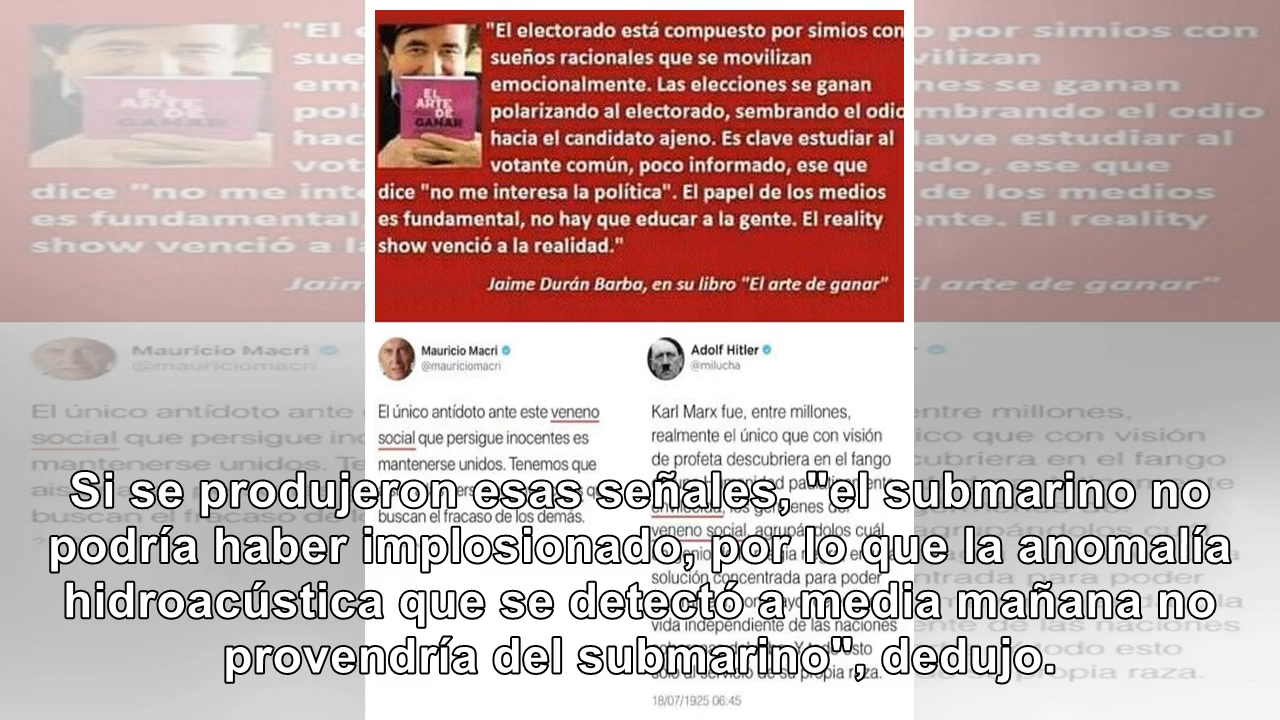 "El electorado está compuesto por simios con
sueños racionales que se movilizan
emocionalmente. Las elecciones se ganan
polarizando al electorado, sembrando el odio
hacia el candidato ajeno. Es clave estudiar al
votante común, poco informado, ese que
dice "no me interesa la política". El papel de los medios
es fundamental, no hay que educar a la gente. El reality
show venció a la realidad."
Jaime Durán Barba, en su libro "El arte de ganar"
EL
ARTE
DE
GANAR
Mauricio Macri
@mauriciomacri
El único antídoto ante este veneno
social que persigue inocentes es
mantenerse unidos. Tenemos que
buscan el fracaso de los demás.
Adolf Hitler
@milucha
Karl Marx fue, entre millones,
realmente el único que con visión
de profeta descubriera en el fango
veneno social, agrupándolos cuál
solución concentrada para poder
vida independiente de las naciones
sólo al servicio de su propia raza.
18/07/1925 06:45
Si se produjeron esas señales, "el submarino no
podría haber implosionado, por lo que la anomalía
hidroacústica que se detectó a media mañana no
provendría del submarino", dedujo.